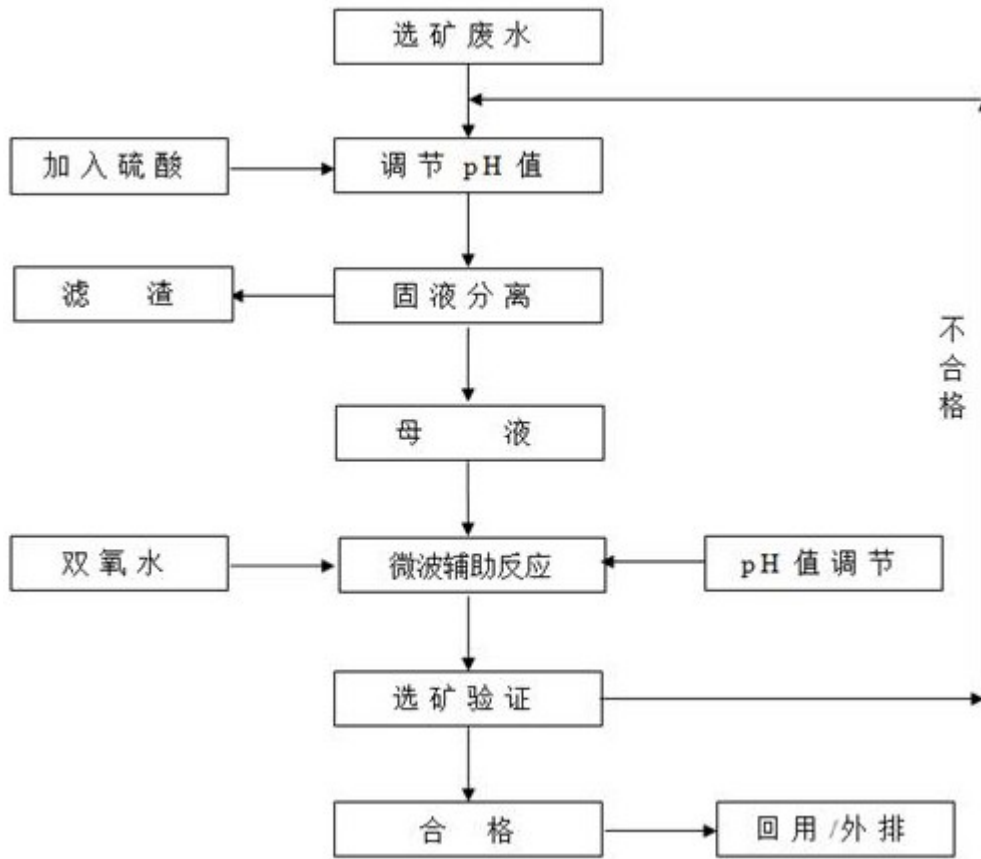 选矿废水
加入硫酸
调节 pH 值
滤 渣
固液分离
不合格
母 液
双氧水
微波辅助反应
pH 值调节
选矿验证
合 格
回用/外排